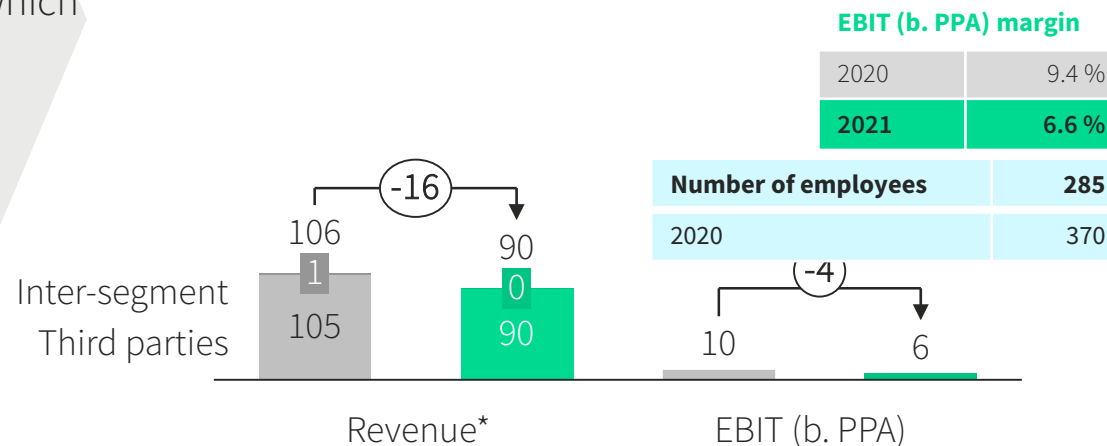 which
EBIT (b. PPA) margin
2020 9.4 %
2021 6.6 %
Number of employees 285
2020 370
-16
-4
106
90
1
0
Inter-segment
Third parties
105
90
10
6
Revenue*
EBIT (b. PPA)